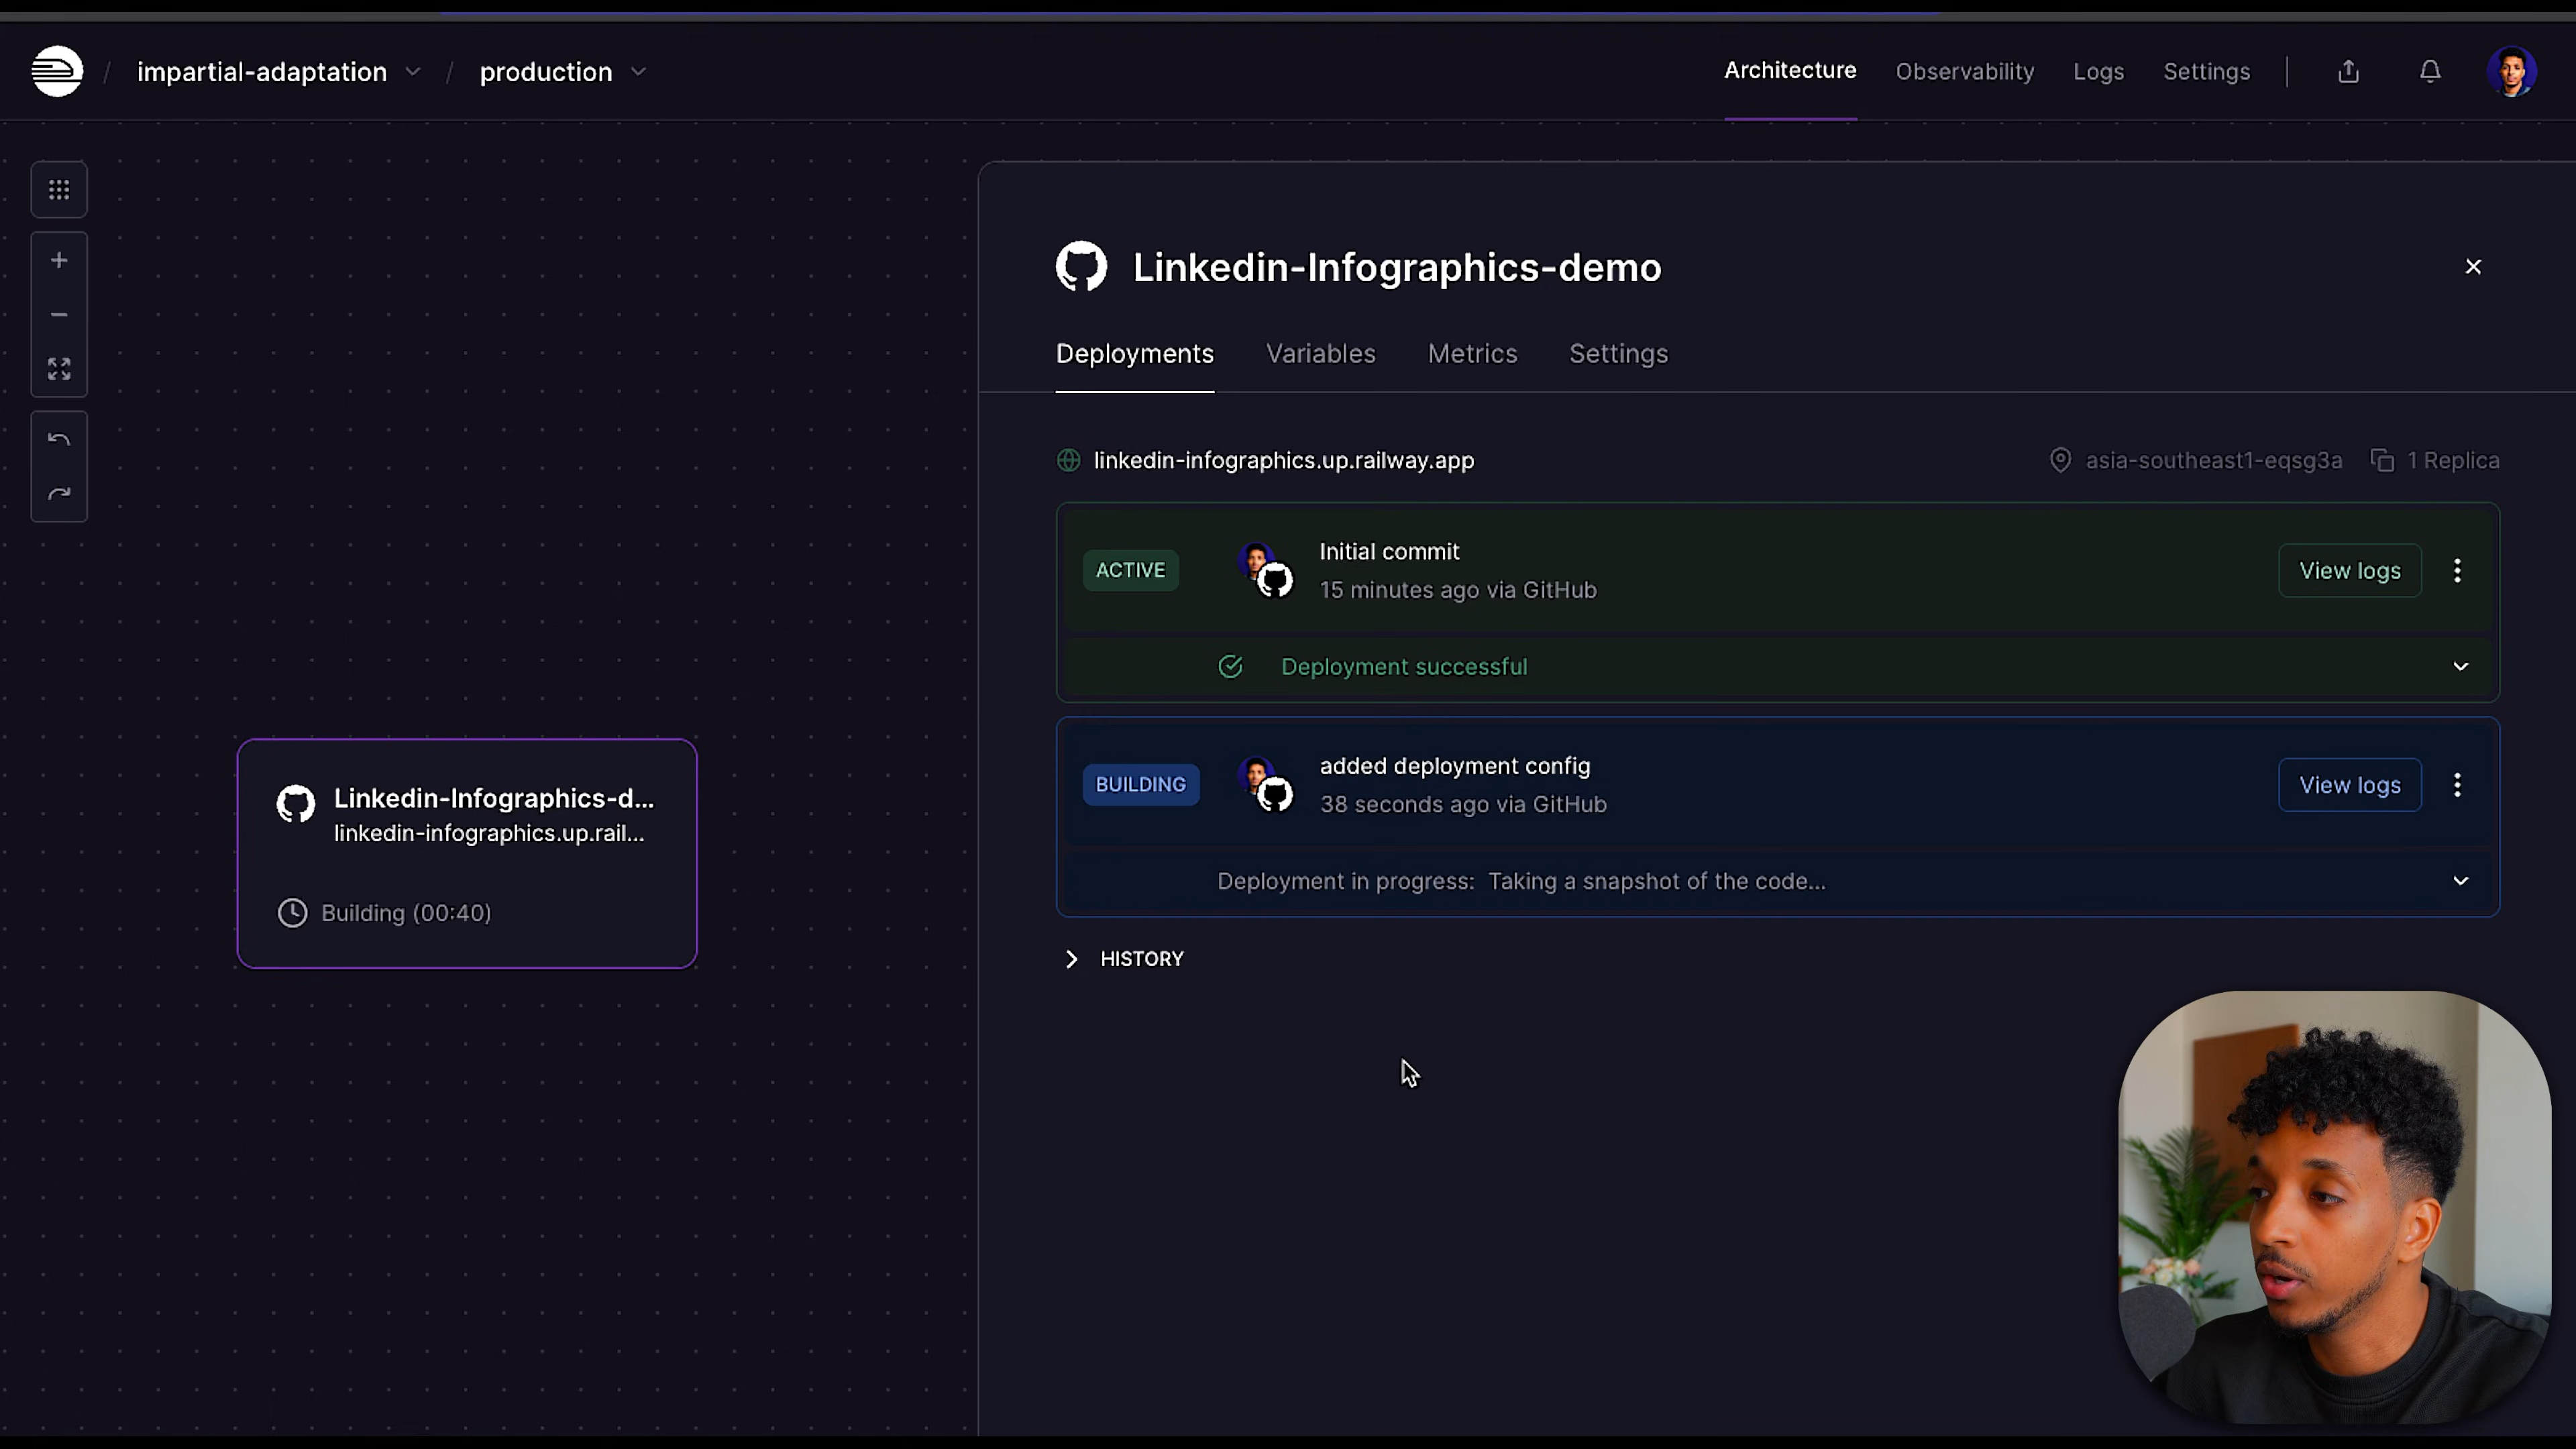 / impartial-adaptation / production
Architecture Observability Logs Settings
Linkedin-Infographics-demo
Deployments Variables Metrics Settings
linkedin-infographics.up.railway.app
asia-southeast1-eqsg3a 1 Replica
ACTIVE
Initial commit
15 minutes ago via GitHub
View logs
Deployment successful
BUILDING
added deployment config
38 seconds ago via GitHub
View logs
Deployment in progress: Taking a snapshot of the code...
HISTORY
Linkedin-Infographics-d...
linkedin-infographics.up.rail...
Building (00:40)